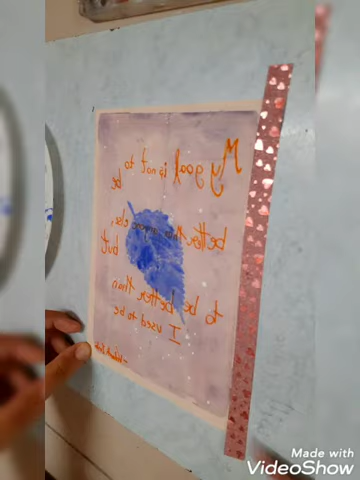 My goal is not to
be
better than anyone else,
but
to be better than
I used to be
Made with
VideoShow